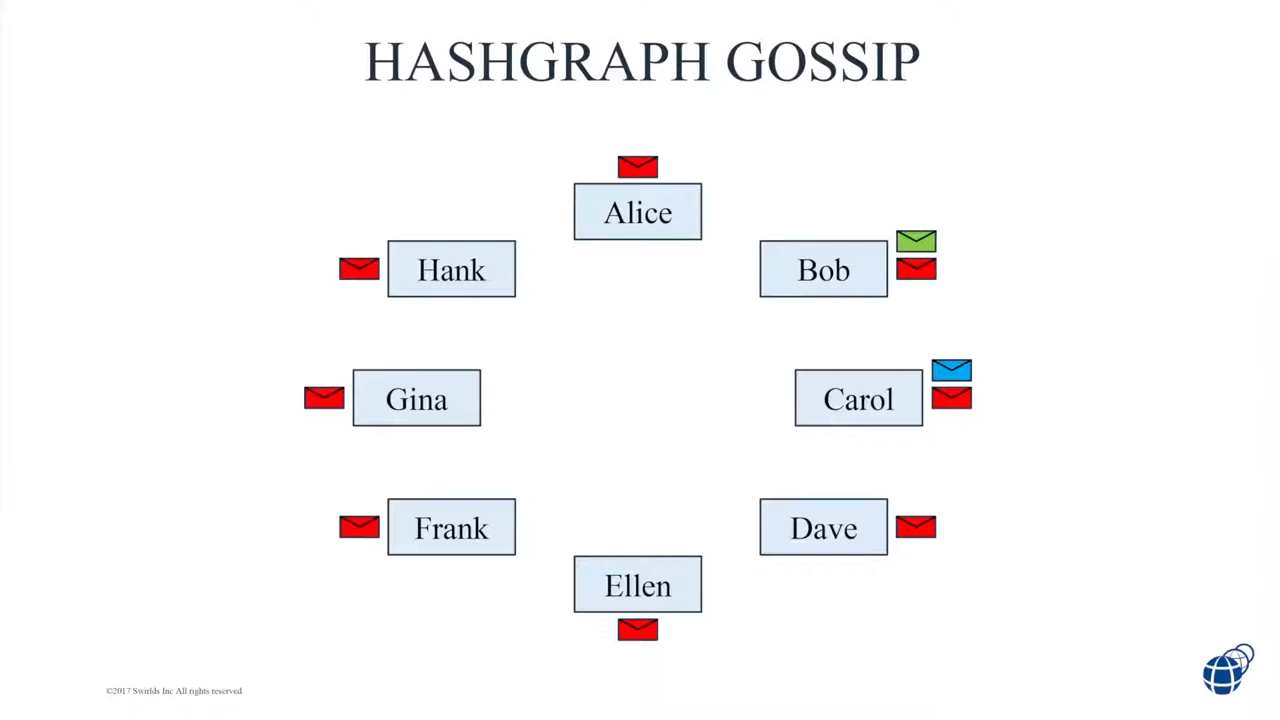 HASHGRAPH GOSSIP
Alice
Hank
Bob
Gina
Carol
Frank
Dave
Ellen
©2017 Swirlds Inc All rights reserved.